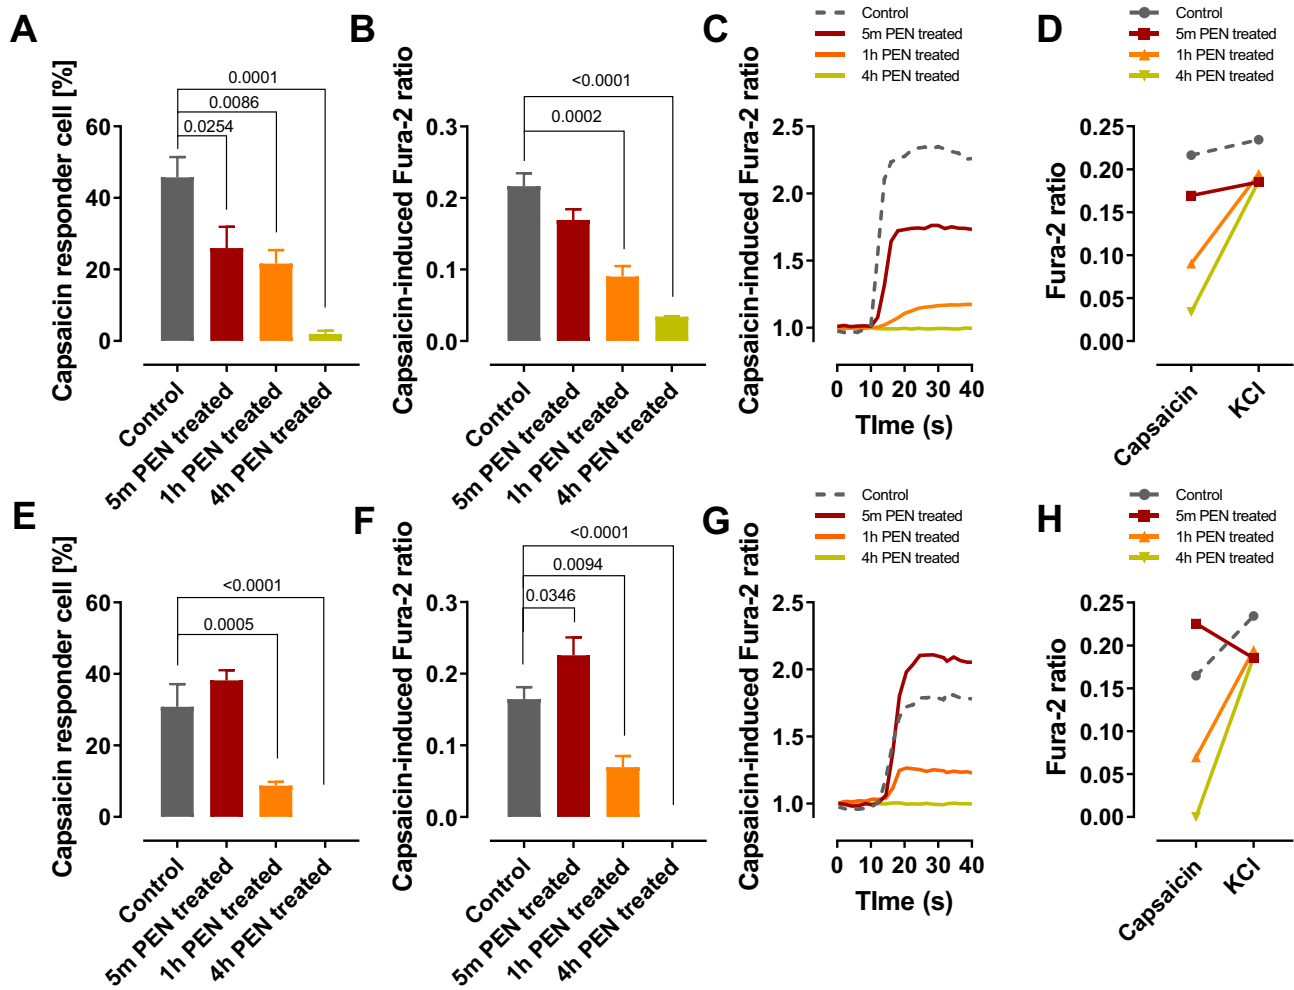 A
Capsaicin responder cell [%]
0.0001
0.0086
0.0254
60
40
20
0
Control
5m PEN treated
1h PEN treated
4h PEN treated
B
Capsaicin-induced Fura-2 ratio
<0.0001
0.0002
0.3
0.2
0.1
0.0
Control
5m PEN treated
1h PEN treated
4h PEN treated
C
Control
5m PEN treated
1h PEN treated
4h PEN treated
Capsaicin-induced Fura-2 ratio
2.5
2.0
1.5
1.0
0 10 20 30 40
TIme (s)
D
Control
5m PEN treated
1h PEN treated
4h PEN treated
Fura-2 ratio
0.25
0.20
0.15
0.10
0.05
0.00
Capsaicin
KCl
E
Capsaicin responder cell [%]
<0.0001
0.0005
60
40
20
0
Control
5m PEN treated
1h PEN treated
4h PEN treated
F
Capsaicin-induced Fura-2 ratio
<0.0001
0.0094
0.0346
0.3
0.2
0.1
0.0
Control
5m PEN treated
1h PEN treated
4h PEN treated
G
Control
5m PEN treated
1h PEN treated
4h PEN treated
Capsaicin-induced Fura-2 ratio
2.5
2.0
1.5
1.0
0 10 20 30 40
TIme (s)
H
Control
5m PEN treated
1h PEN treated
4h PEN treated
Fura-2 ratio
0.25
0.20
0.15
0.10
0.05
0.00
Capsaicin
KCl